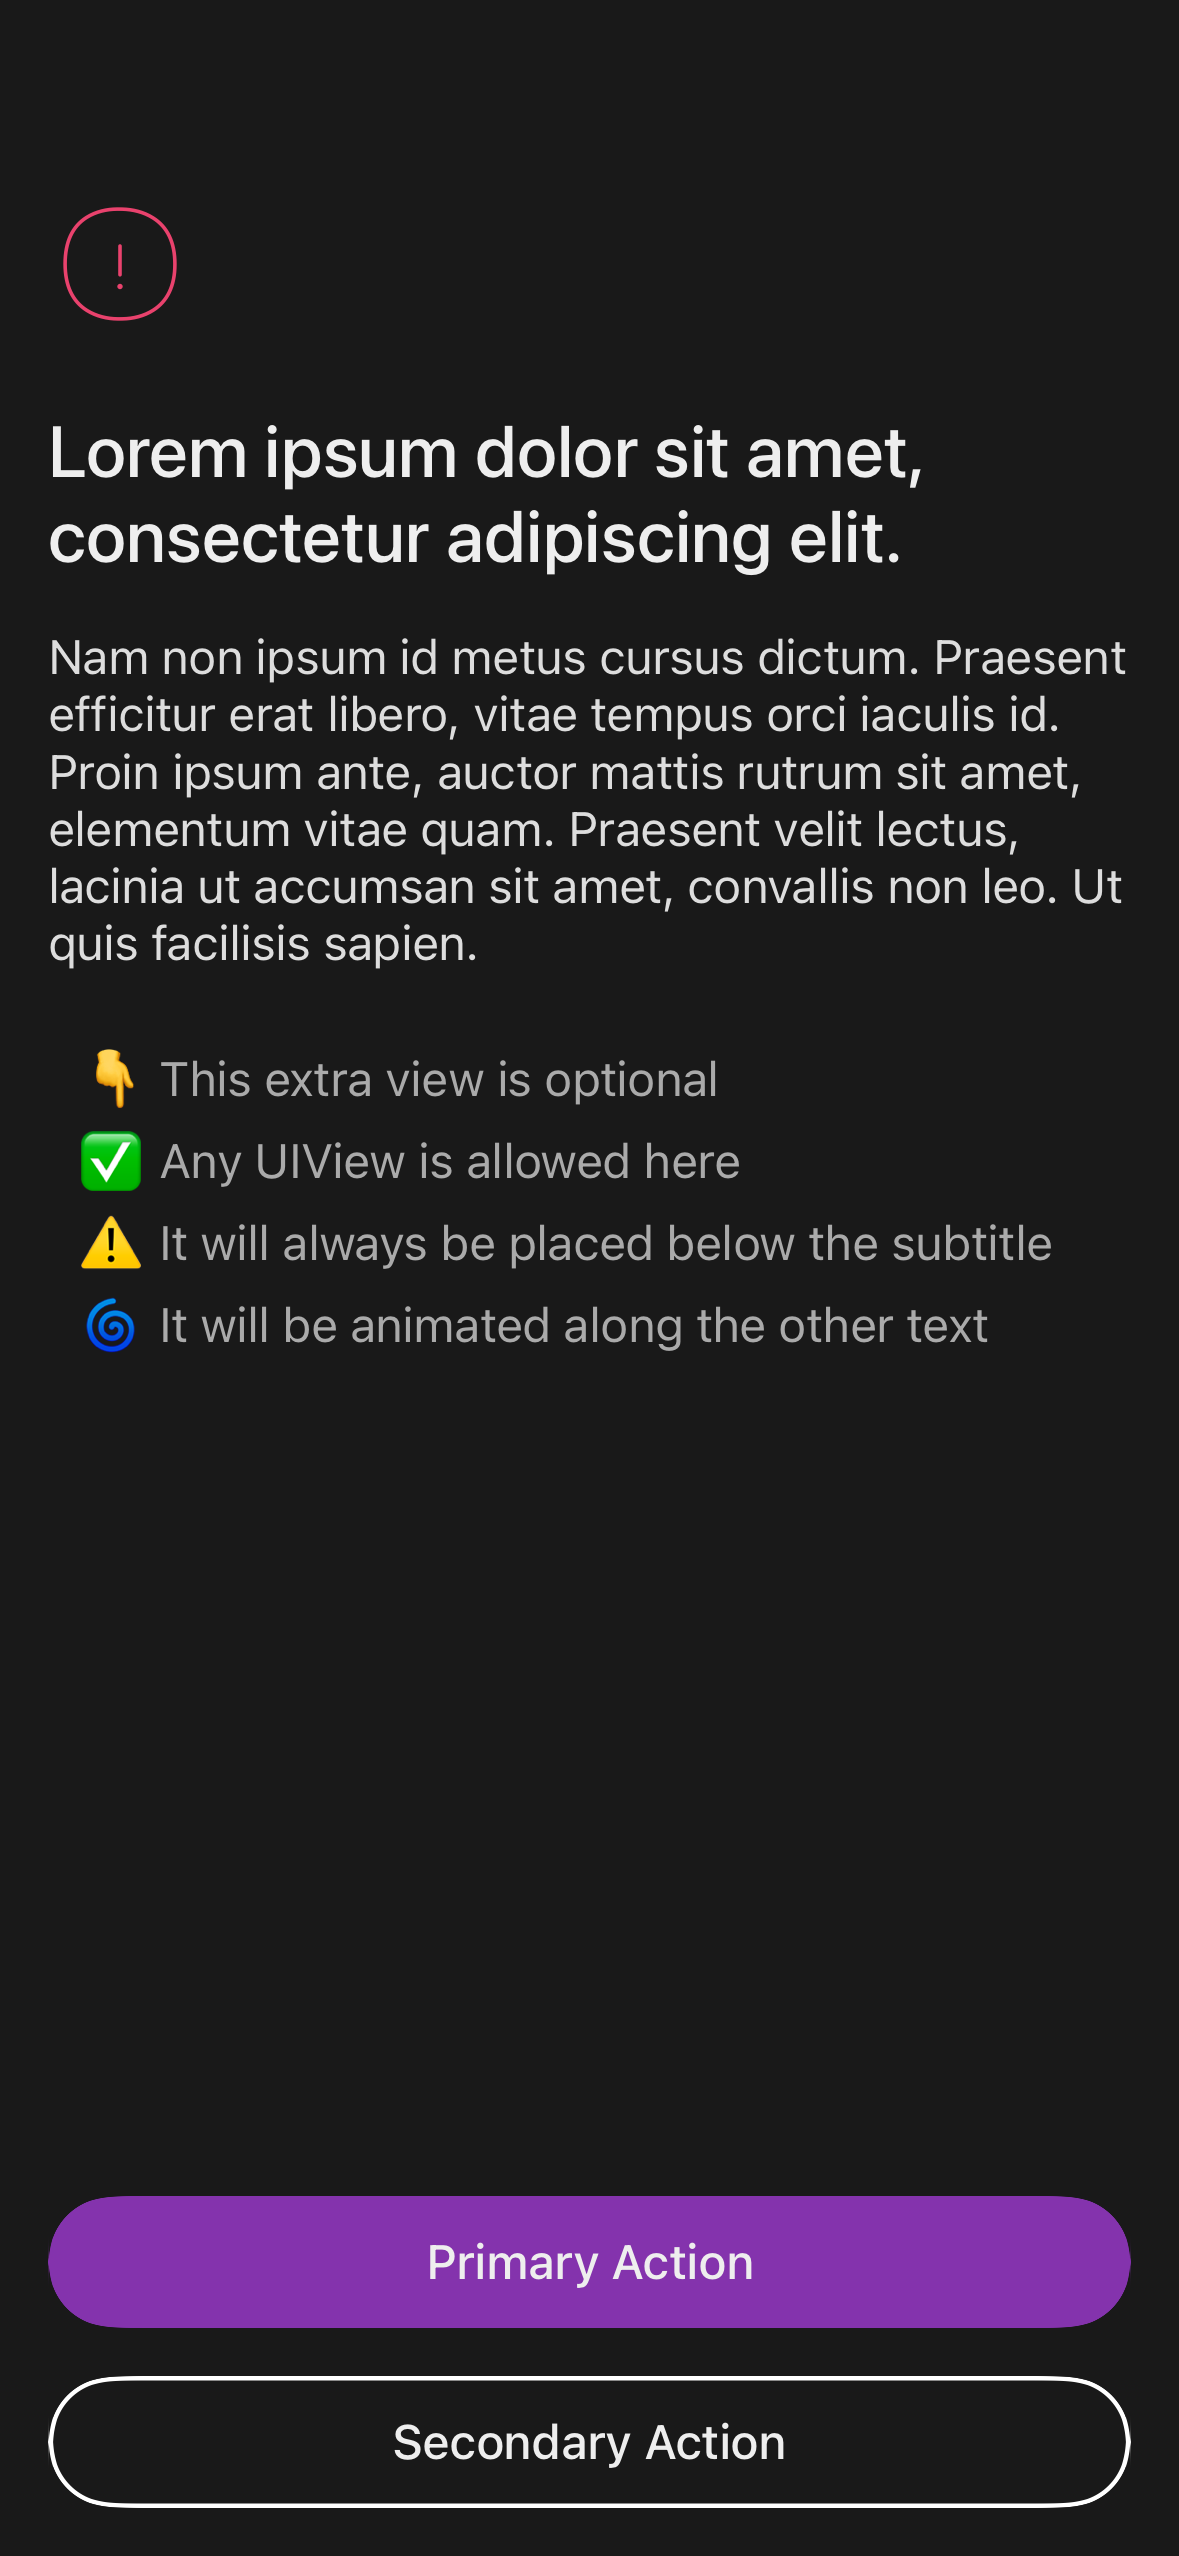 Lorem ipsum dolor sit amet,
consectetur adipiscing elit.
Nam non ipsum id metus cursus dictum. Praesent
efficitur erat libero, vitae tempus orci iaculis id.
Proin ipsum ante, auctor mattis rutrum sit amet,
elementum vitae quam. Praesent velit lectus,
lacinia ut accumsan sit amet, convallis non leo. Ut
quis facilisis sapien.
👇 This extra view is optional
✅ Any UIView is allowed here
⚠️ It will always be placed below the subtitle
🌀 It will be animated along the other text
Primary Action
Secondary Action